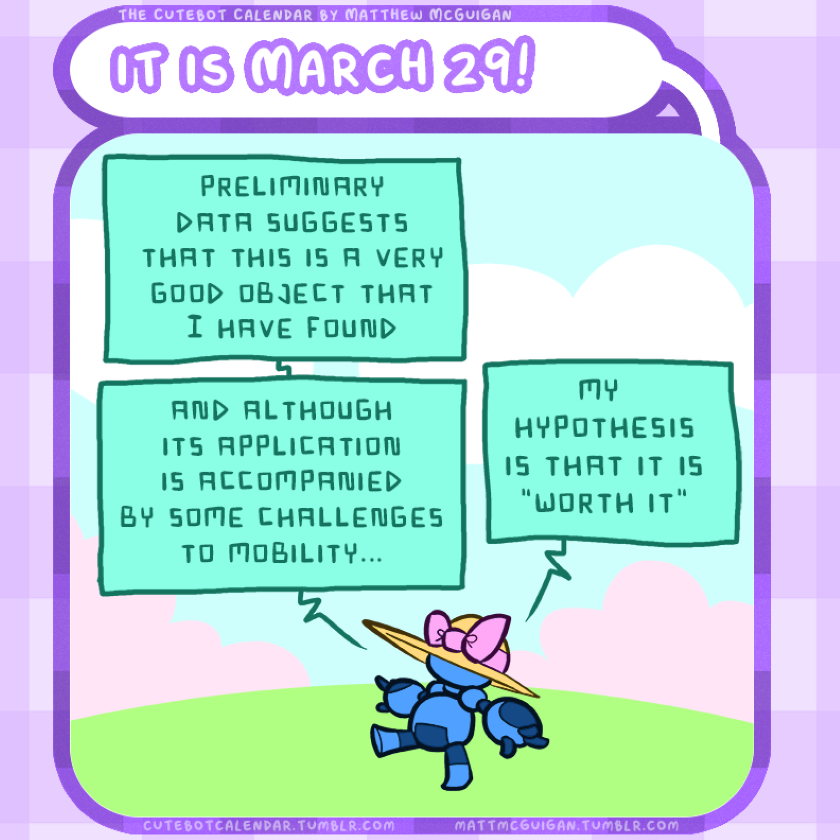 THE CUTEBOT CALENDAR BY MATTHEW MCGUIGAN
IT IS MARCH 29!
PRELIMINARY
DATA SUGGESTS
THAT THIS IS A VERY
GOOD OBJECT THAT
I HAVE FOUND
AND ALTHOUGH
ITS APPLICATION
IS ACCOMPANIED
BY SOME CHALLENGES
TO MOBILITY...
MY
HYPOTHESIS
IS THAT IT IS
"WORTH IT"
CUTEBOTCALENDAR.TUMBLR.COM
MATTMCGUIGAN.TUMBLR.COM